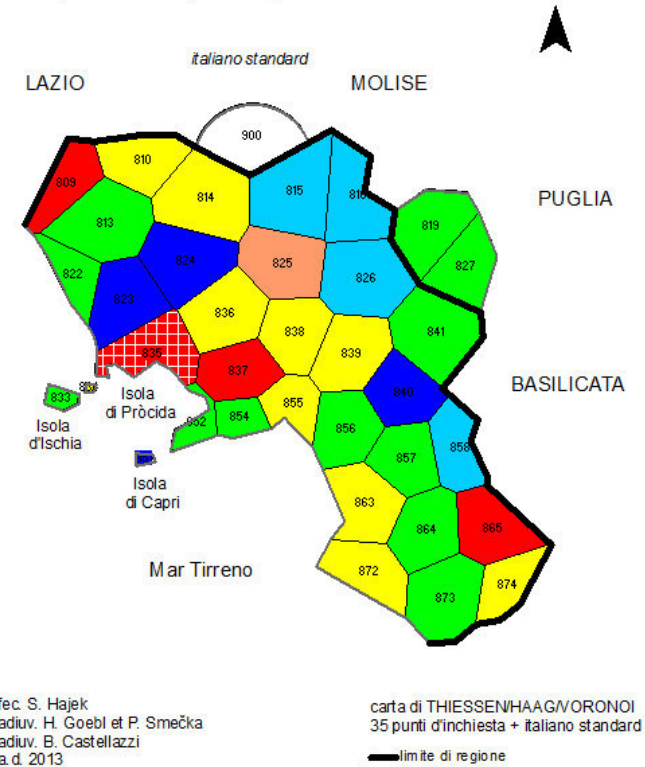 italiano standard
LAZIO
MOLISE
900
810
809
815
814
PUGLIA
813
819
824
825
827
822
826
823
836
838
841
839
835
837
840
BASILICATA
833
Isola
di Pròcida
855
854
856
Isola
d'Ischia
858
857
Isola
di Capri
863
864
865
Mar Tirreno
872
874
873
fec. S. Hajek
adiuv. H. Goebl et P. Smečka
adiuv. B. Castellazzi
a.d. 2013
carta di THIESSEN/HAAG/VORONOI
35 punti d'inchiesta + italiano standard
limite di regione